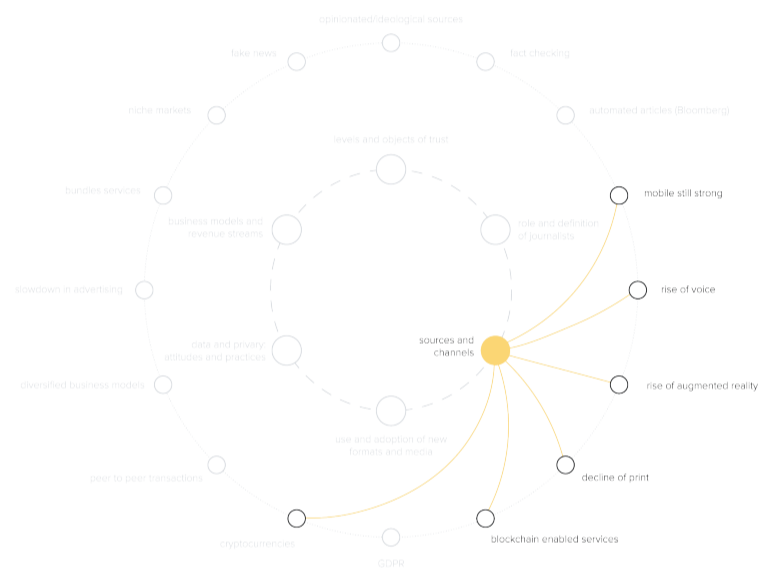 opinionated/ideological sources
fake news
fact checking
niche markets
automated articles (Bloomberg)
levels and objects of trust
bundles services
mobile still strong
business models and
revenue streams
role and definition
of journalists
slowdown in advertising
rise of voice
sources and
channels
data and privacy:
attitudes and practices
diversified business models
rise of augmented reality
use and adoption of new
formats and media
peer to peer transactions
decline of print
cryptocurrencies
blockchain enabled services
GDPR